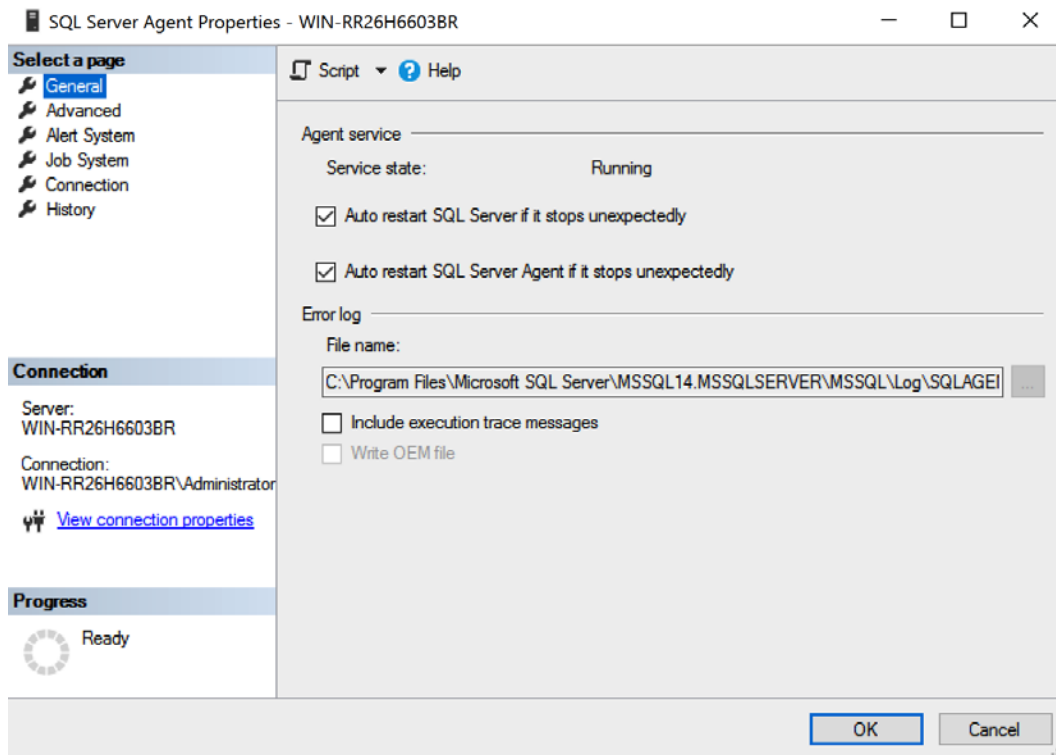 SQL Server Agent Properties - WIN-RR26H6603BR
Select a page
General
Advanced
Alert System
Job System
Connection
History
Script
Help
Agent service
Service state: Running
Auto restart SQL Server if it stops unexpectedly
Auto restart SQL Server Agent if it stops unexpectedly
Error log
File name:
C:\Program Files\Microsoft SQL Server\MSSQL14.MSSQLSERVER\MSSQL\Log\SQLAGEI
...
Include execution trace messages
Write OEM file
Connection
Server:
WIN-RR26H6603BR
Connection:
WIN-RR26H6603BR\Administrator
View connection properties
Progress
Ready
OK
Cancel